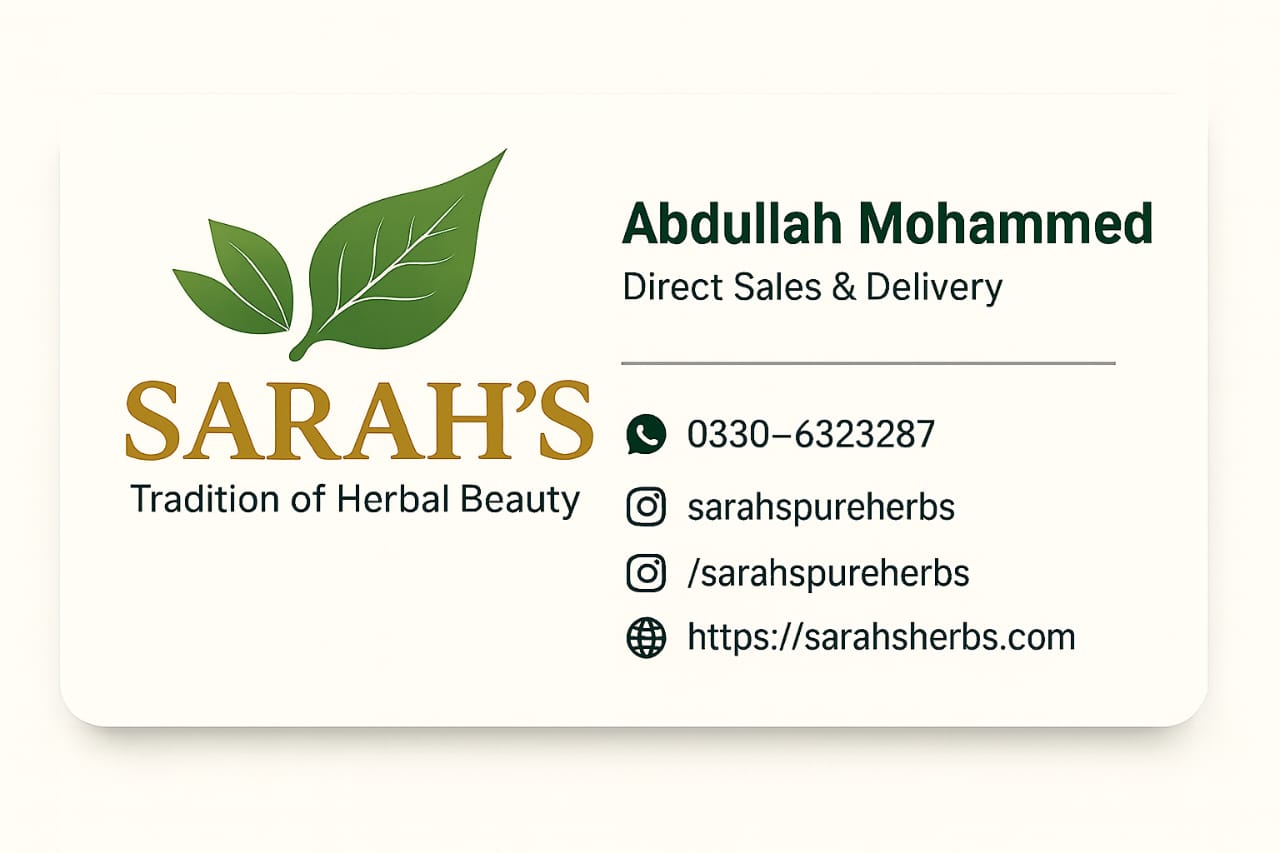 SARAH’S
Tradition of Herbal Beauty
Abdullah Mohammed
Direct Sales & Delivery
0330–6323287
sarahspureherbs
/sarahspureherbs
https://sarahsherbs.com